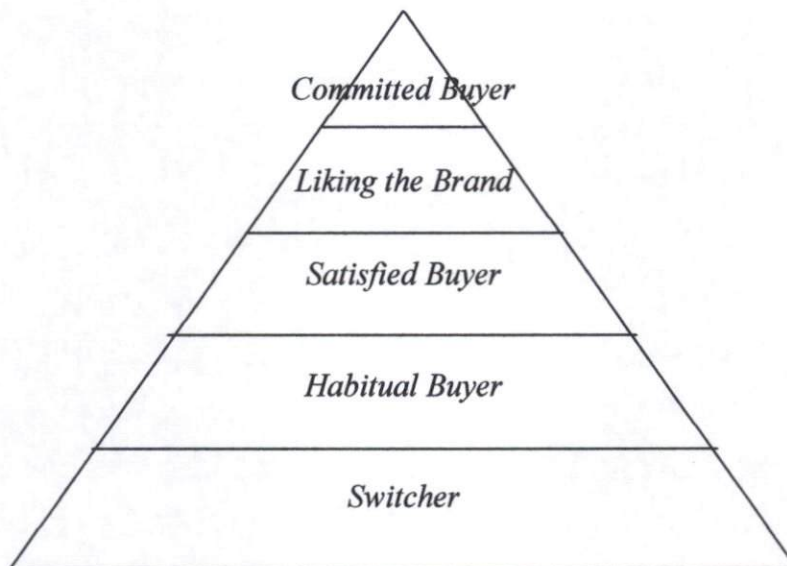 Committed Buyer
Liking the Brand
Satisfied Buyer
Habitual Buyer
Switcher